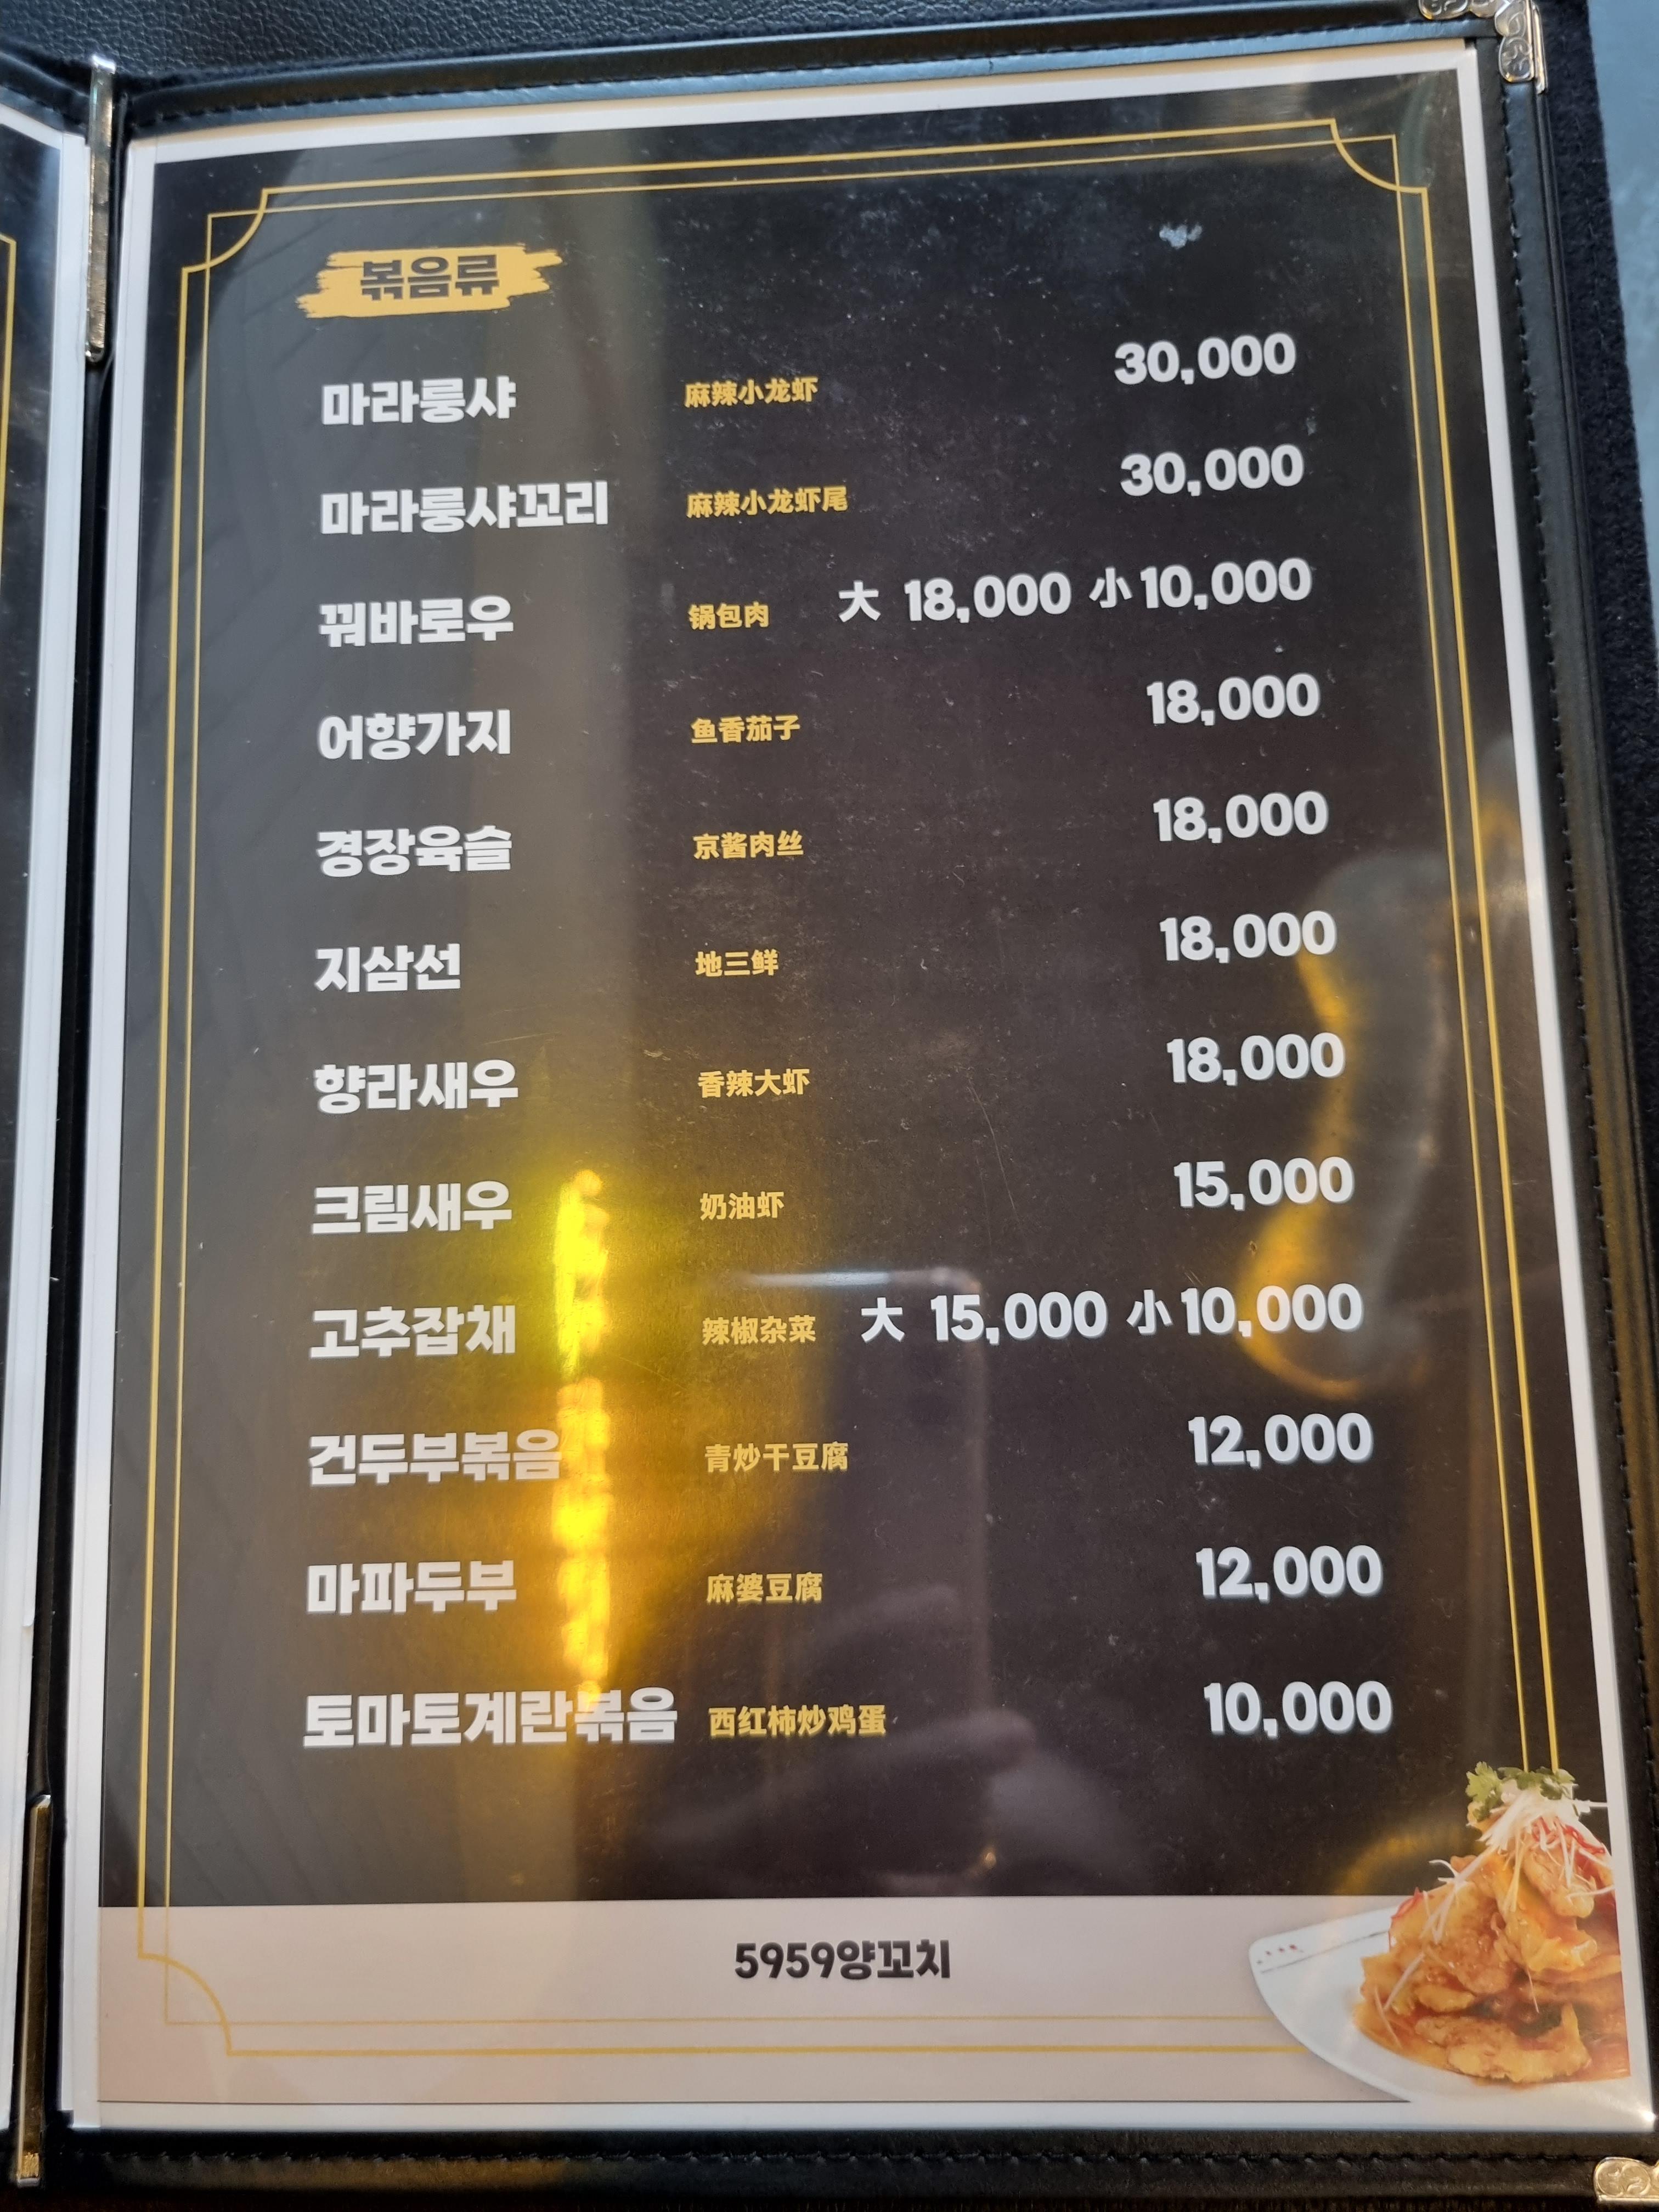 볶음류
마라룽샤 麻辣小龙虾 30,000
마라룽샤꼬리 麻辣小龙虾尾 30,000
꿔바로우 锅包肉 大 18,000 小 10,000
어향가지 鱼香茄子 18,000
경장육슬 京酱肉丝 18,000
지삼선 地三鲜 18,000
향라새우 香辣大虾 18,000
크림새우 奶油虾 15,000
고추잡채 辣椒杂菜 大 15,000 小 10,000
건두부볶음 青炒干豆腐 12,000
마파두부 麻婆豆腐 12,000
토마토계란볶음 西红柿炒鸡蛋 10,000
5959양꼬치